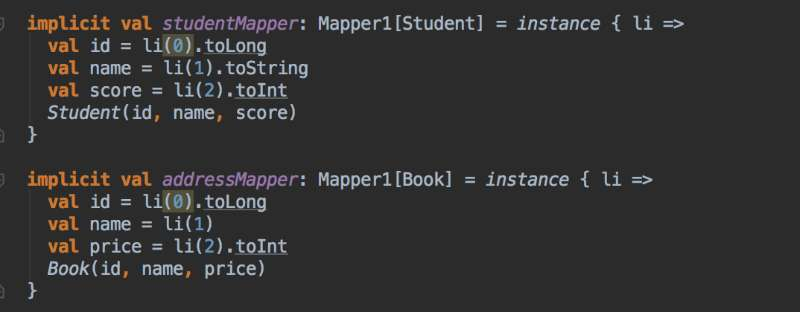 implicit val studentMapper: Mapper1[Student] = instance { li =>
val id = li(0).toLong
val name = li(1).toString
val score = li(2).toInt
Student(id, name, score)
}
implicit val addressMapper: Mapper1[Book] = instance { li =>
val id = li(0).toLong
val name = li(1)
val price = li(2).toInt
Book(id, name, price)
}